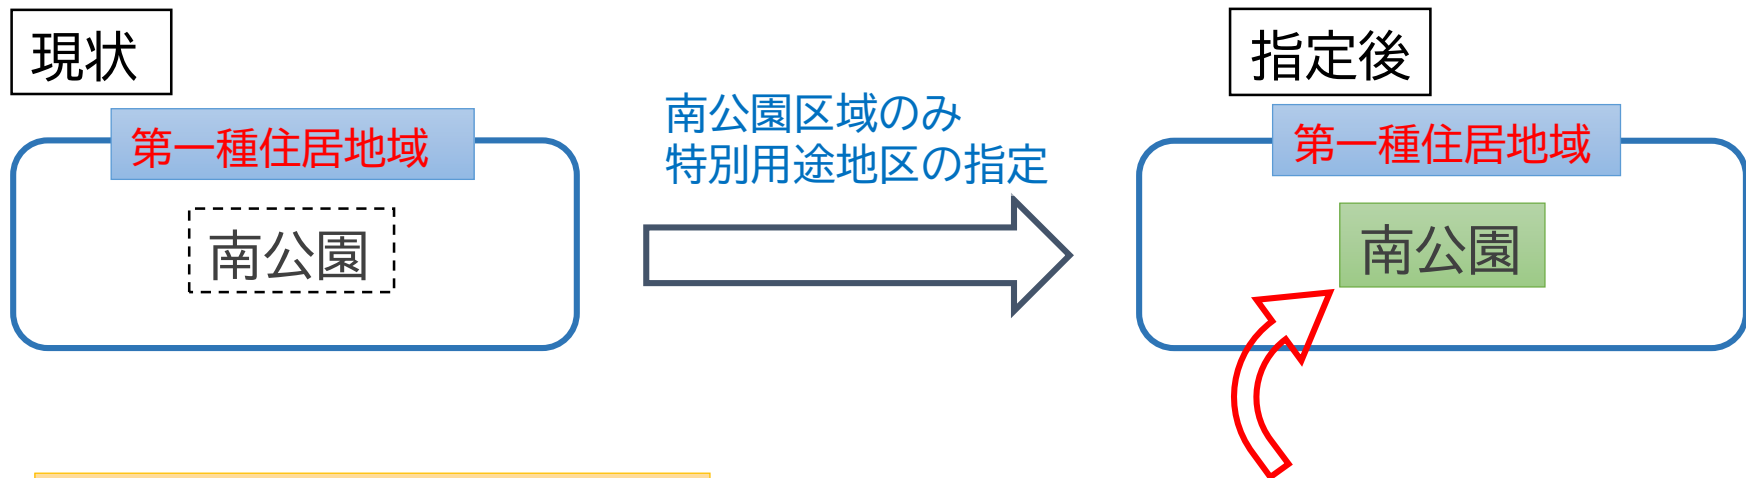 現状
第一種住居地域
南公園
南公園区域のみ
特別用途地区の指定
指定後
第一種住居地域
南公園